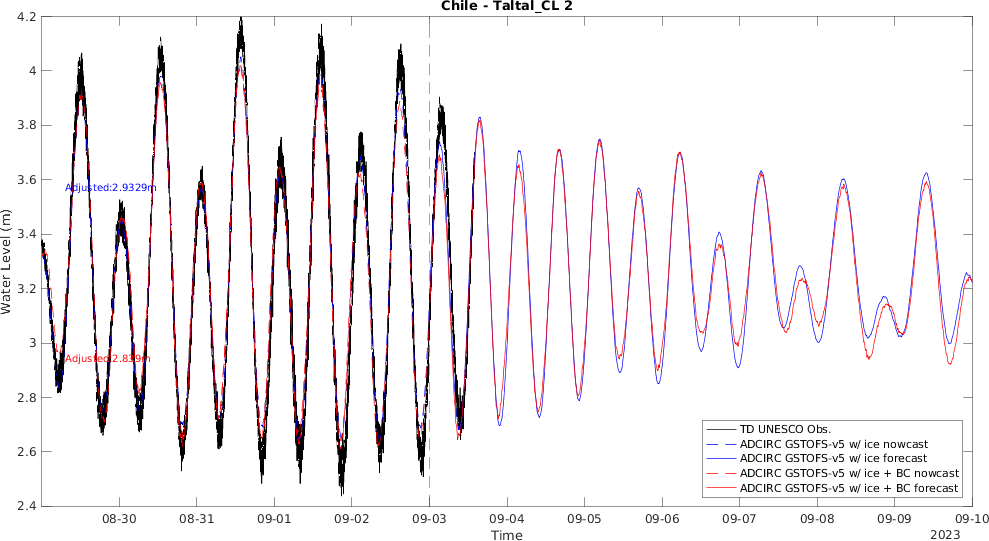 Chile - Taltal_CL 2
4.2
4
3.8
3.6
3.4
3.2
3
2.8
2.6
2.4
Water Level (m)
Adjusted:2.9329m
Adjusted:2.839m
TD UNESCO Obs.
ADCIRC GSTOFS-v5 w/ ice nowcast
ADCIRC GSTOFS-v5 w/ ice forecast
ADCIRC GSTOFS-v5 w/ ice + BC nowcast
ADCIRC GSTOFS-v5 w/ ice + BC forecast
08-30 08-31 09-01 09-02 09-03 09-04 09-05 09-06 09-07 09-08 09-09 09-10
Time
2023